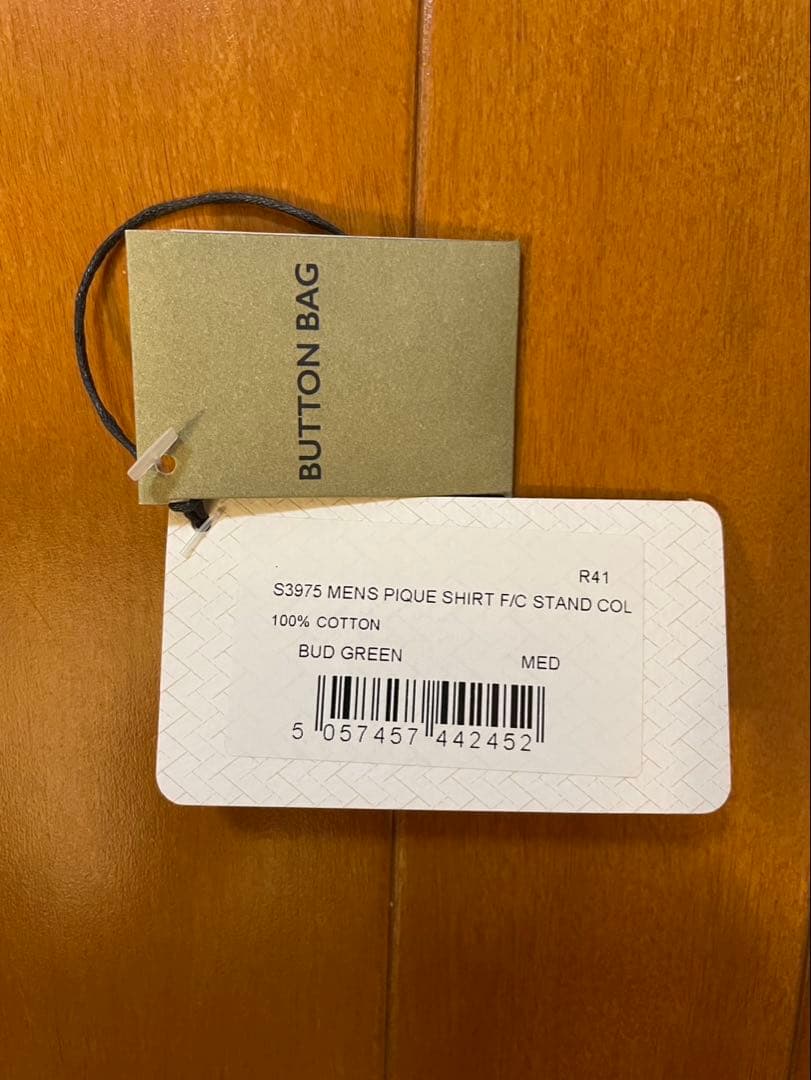 BUTTON BAG
R41
S3975 MENS PIQUE SHIRT F/C STAND COL
100% COTTON
BUD GREEN MED
5 057457 442452